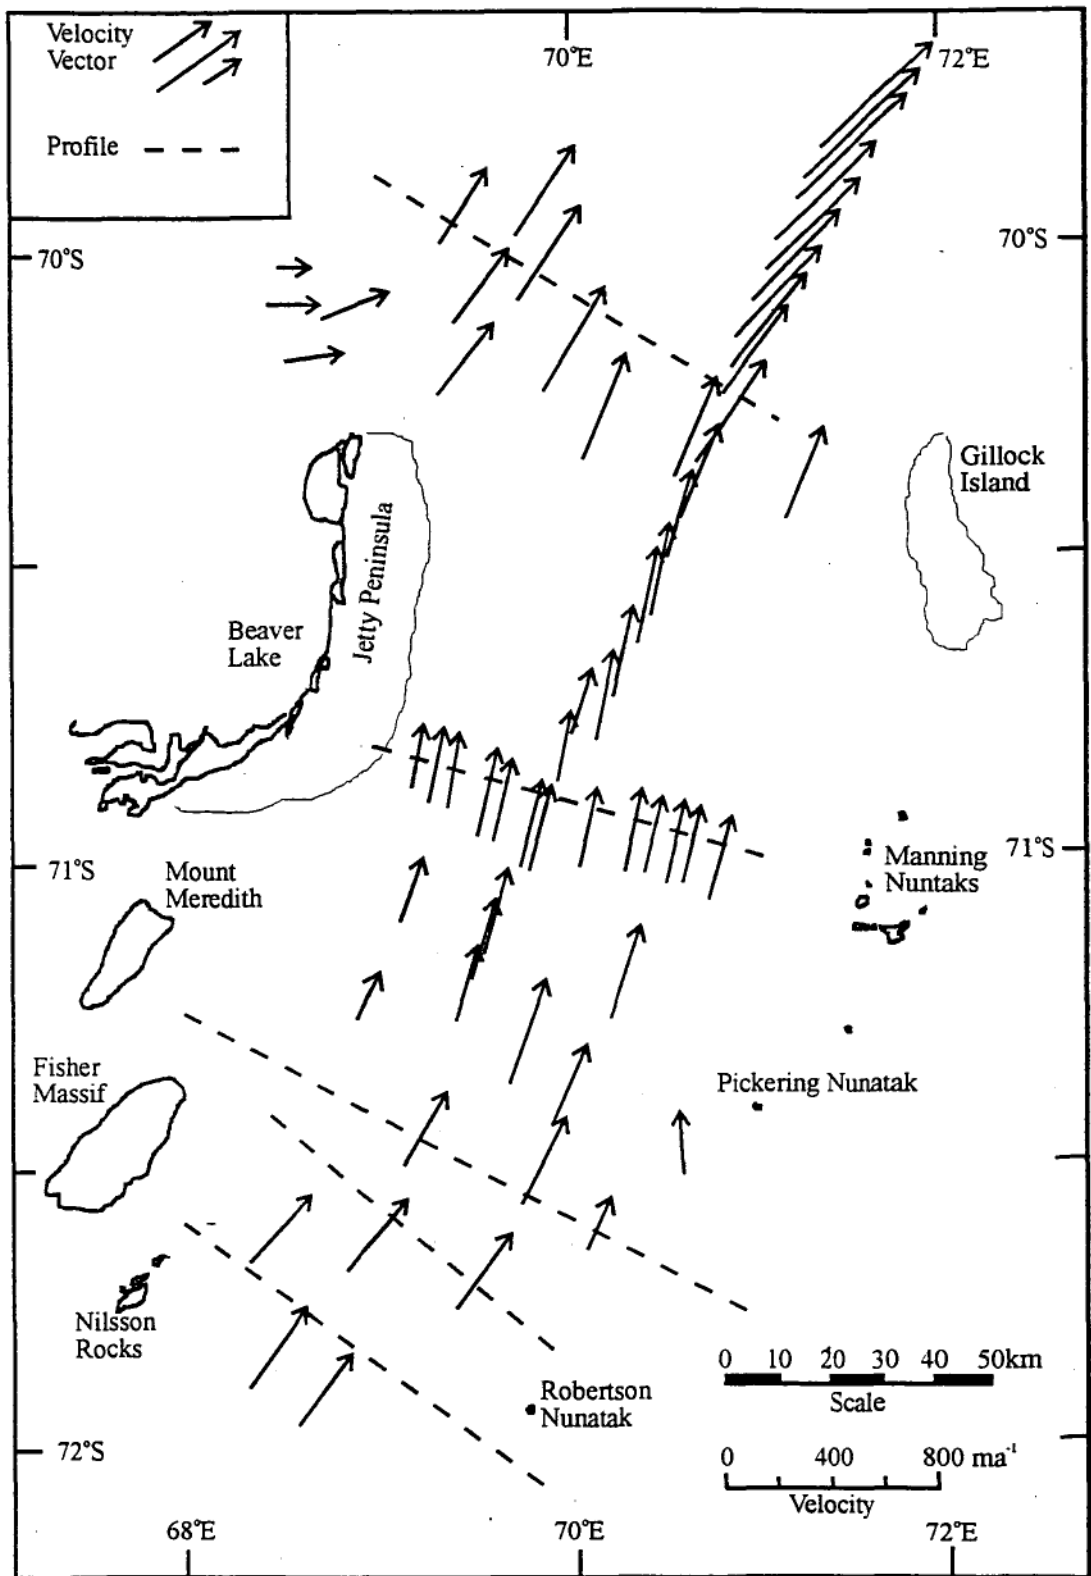 Velocity
Vector
Profile
70°E
72°E
70°S
70°S
Gillock
Island
Jetty Peninsula
Beaver
Lake
71°S
71°S
Mount
Meredith
Manning
Nuntaks
Fisher
Massif
Pickering Nunatak
Nilsson
Rocks
0 10 20 30 40 50km
Scale
Robertson
Nunatak
72°S
0 400 800 ma⁻¹
Velocity
68°E
70°E
72°E